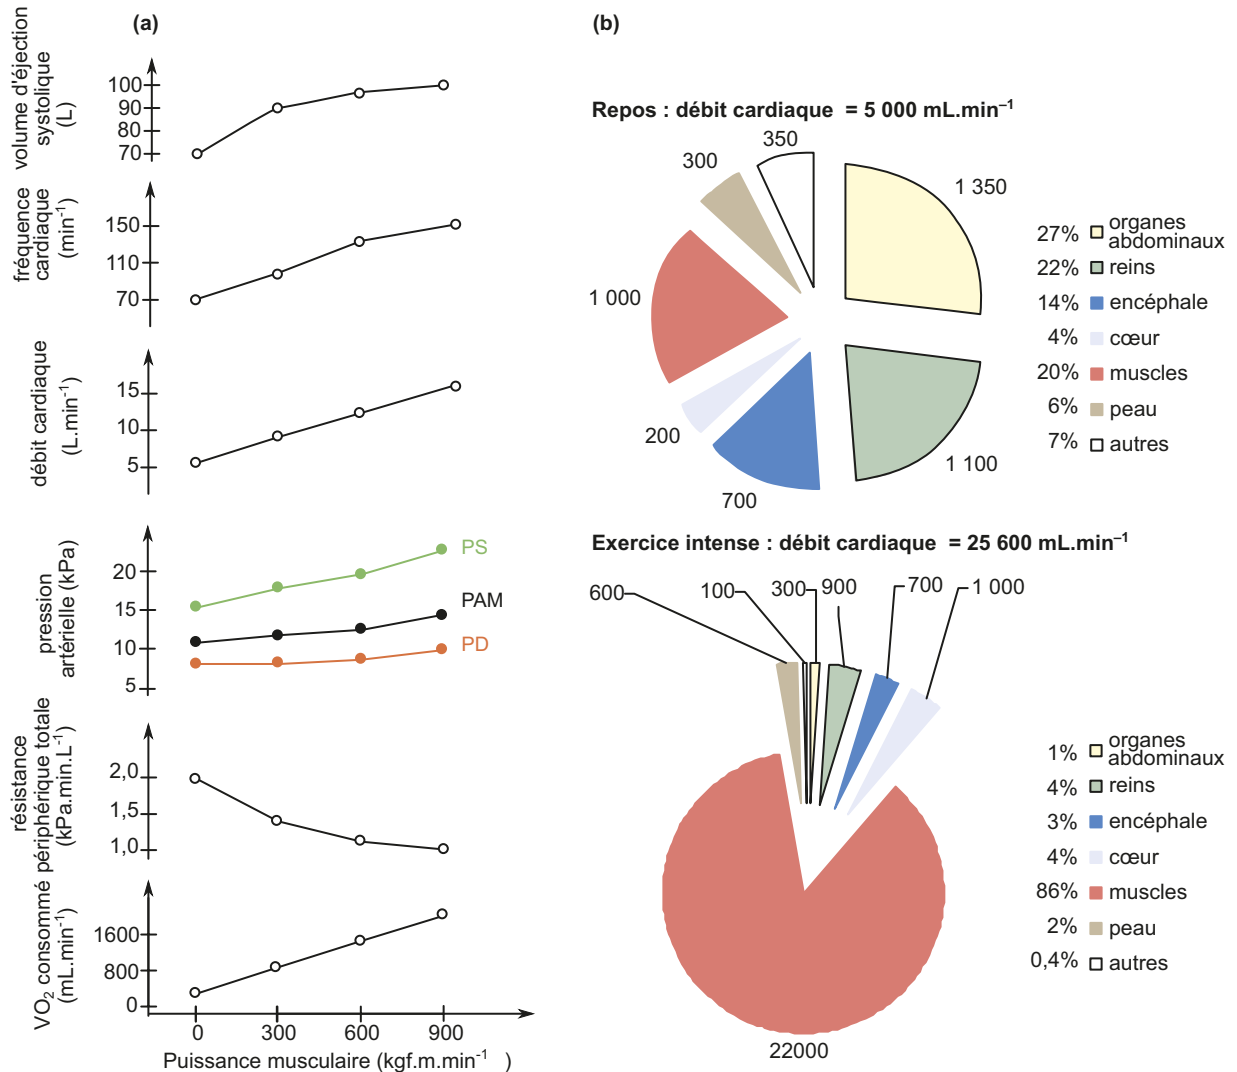 (a)
volume d'éjection
systolique
(L)
100
90
80
70
fréquence
cardiaque
(min-1)
150
110
70
débit cardiaque
(L.min-1)
15
10
5
pression
artérielle (kPa)
20
15
10
5
PS
PAM
PD
résistance
périphérique totale
(kPa.min.L-1)
2,0
1,5
1,0
VO2 consommé
(mL.min-1)
1600
800
0
0 300 600 900
Puissance musculaire (kgf.m.min-1 )
(b)
Repos : débit cardiaque = 5 000 mL.min–1
350
300
1 350
1 000
200
700
1 100
27% organes
abdominaux
22% reins
14% encéphale
4% cœur
20% muscles
6% peau
7% autres
Exercice intense : débit cardiaque = 25 600 mL.min–1
600 100 300 900 700 1 000
22000
1% organes
abdominaux
4% reins
3% encéphale
4% cœur
86% muscles
2% peau
0,4% autres